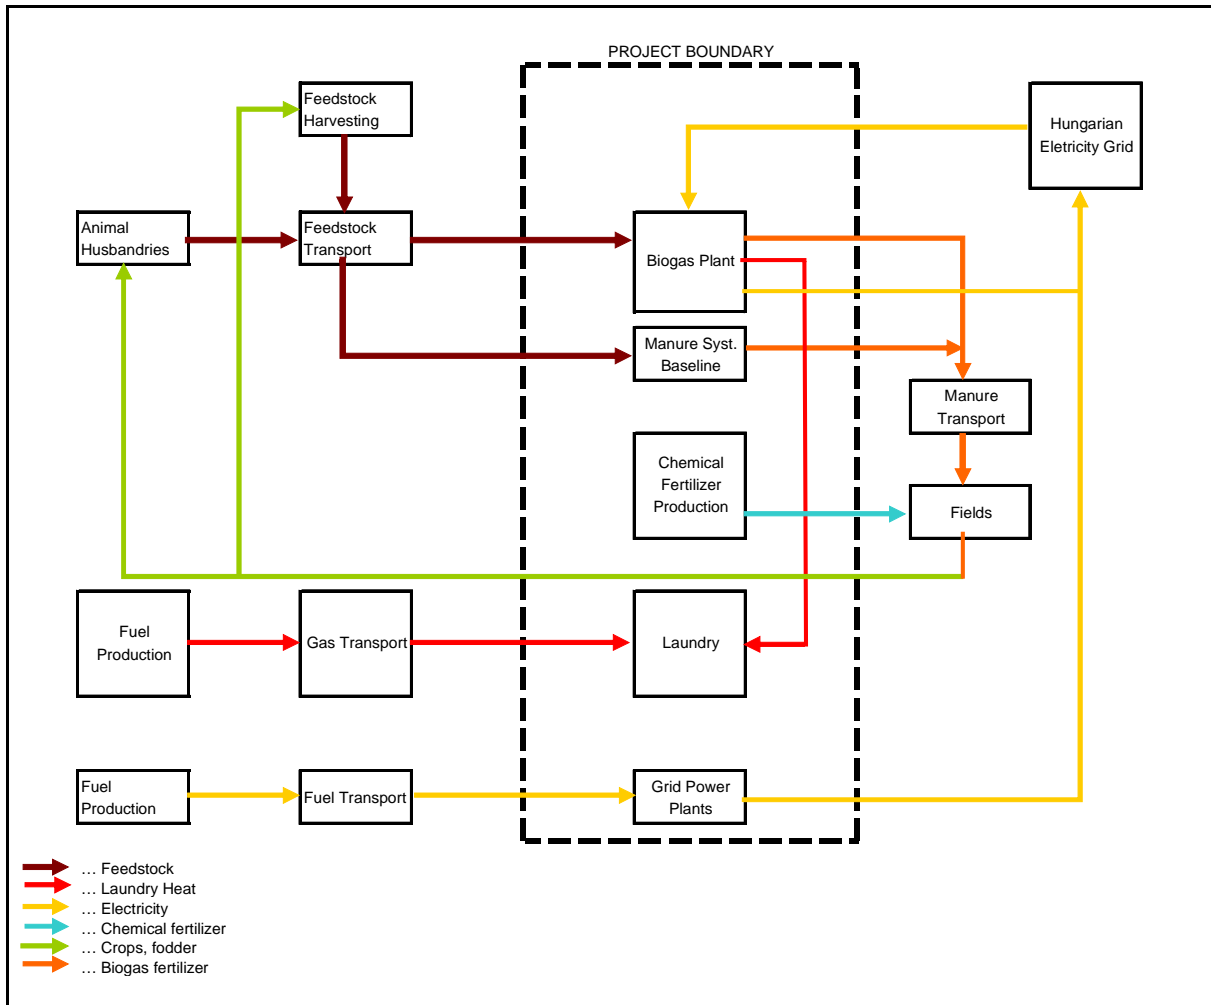 PROJECT BOUNDARY
Feedstock
Harvesting
Hungarian
Eletricity Grid
Animal
Husbandries
Feedstock
Transport
Biogas Plant
Manure Syst.
Baseline
Manure
Transport
Chemical
Fertilizer
Production
Fields
Fuel
Production
Gas Transport
Laundry
Fuel
Production
Fuel Transport
Grid Power
Plants
... Feedstock
... Laundry Heat
... Electricity
... Chemical fertilizer
... Crops, fodder
... Biogas fertilizer